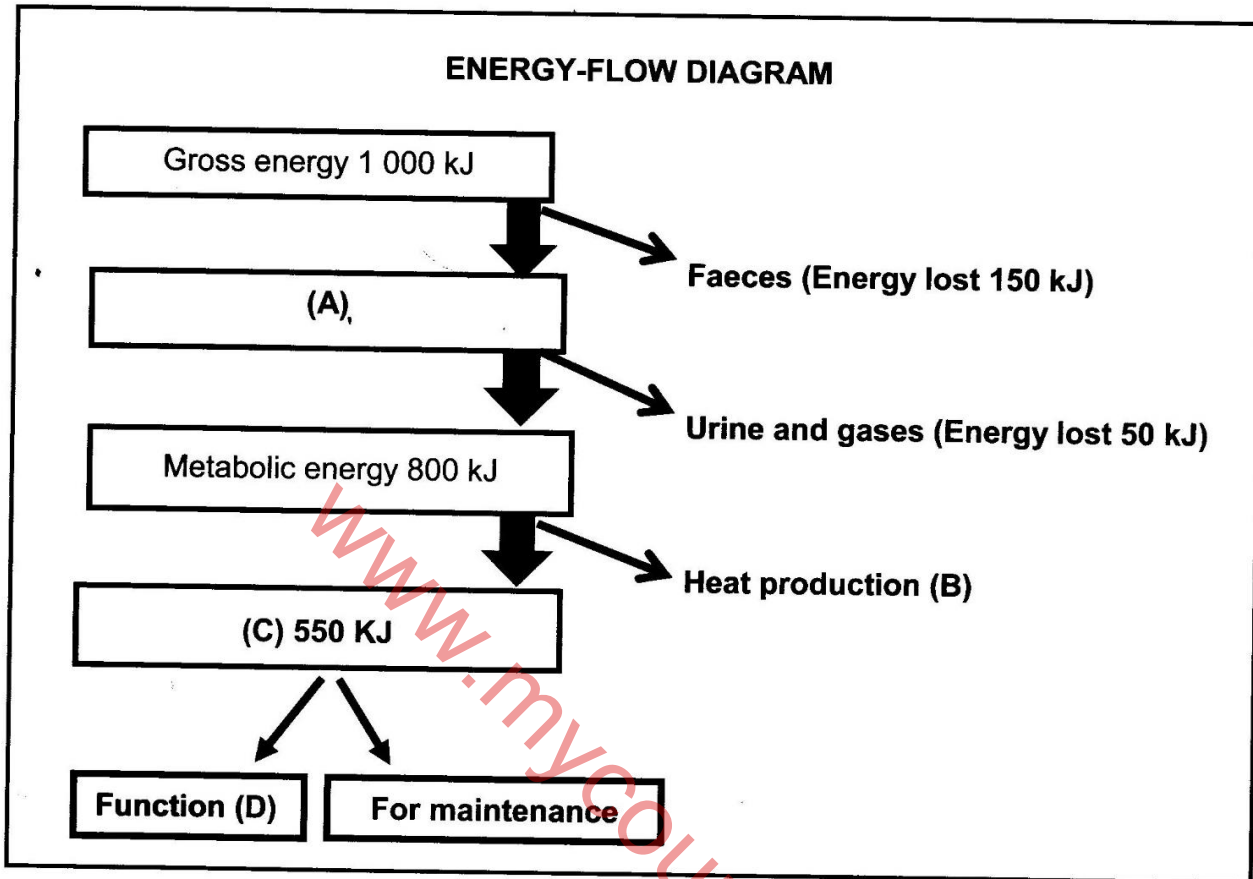 ENERGY-FLOW DIAGRAM
Gross energy 1 000 kJ
Faeces (Energy lost 150 kJ)
(A)
Urine and gases (Energy lost 50 kJ)
Metabolic energy 800 kJ
Heat production (B)
(C) 550 KJ
Function (D)
For maintenance
www.mycou